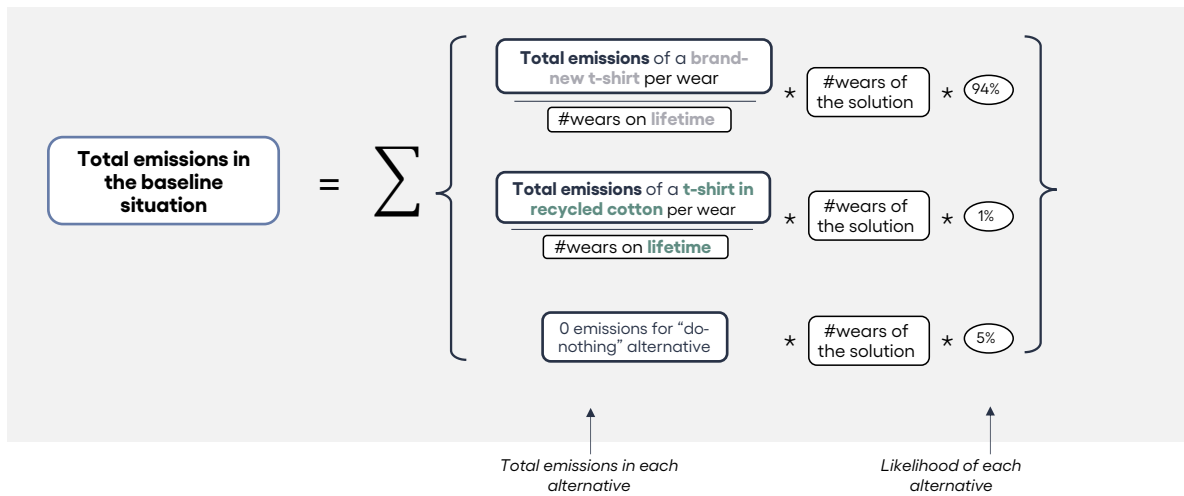 Total emissions of a brand-
new t-shirt per wear
#wears on lifetime
*
#wears of
the solution
*
94%
Total emissions in
the baseline
situation
=
∑
Total emissions of a t-shirt in
recycled cotton per wear
#wears on lifetime
*
#wears of
the solution
*
1%
0 emissions for “do-
nothing” alternative
*
#wears of
the solution
*
5%
Total emissions in each
alternative
Likelihood of each
alternative